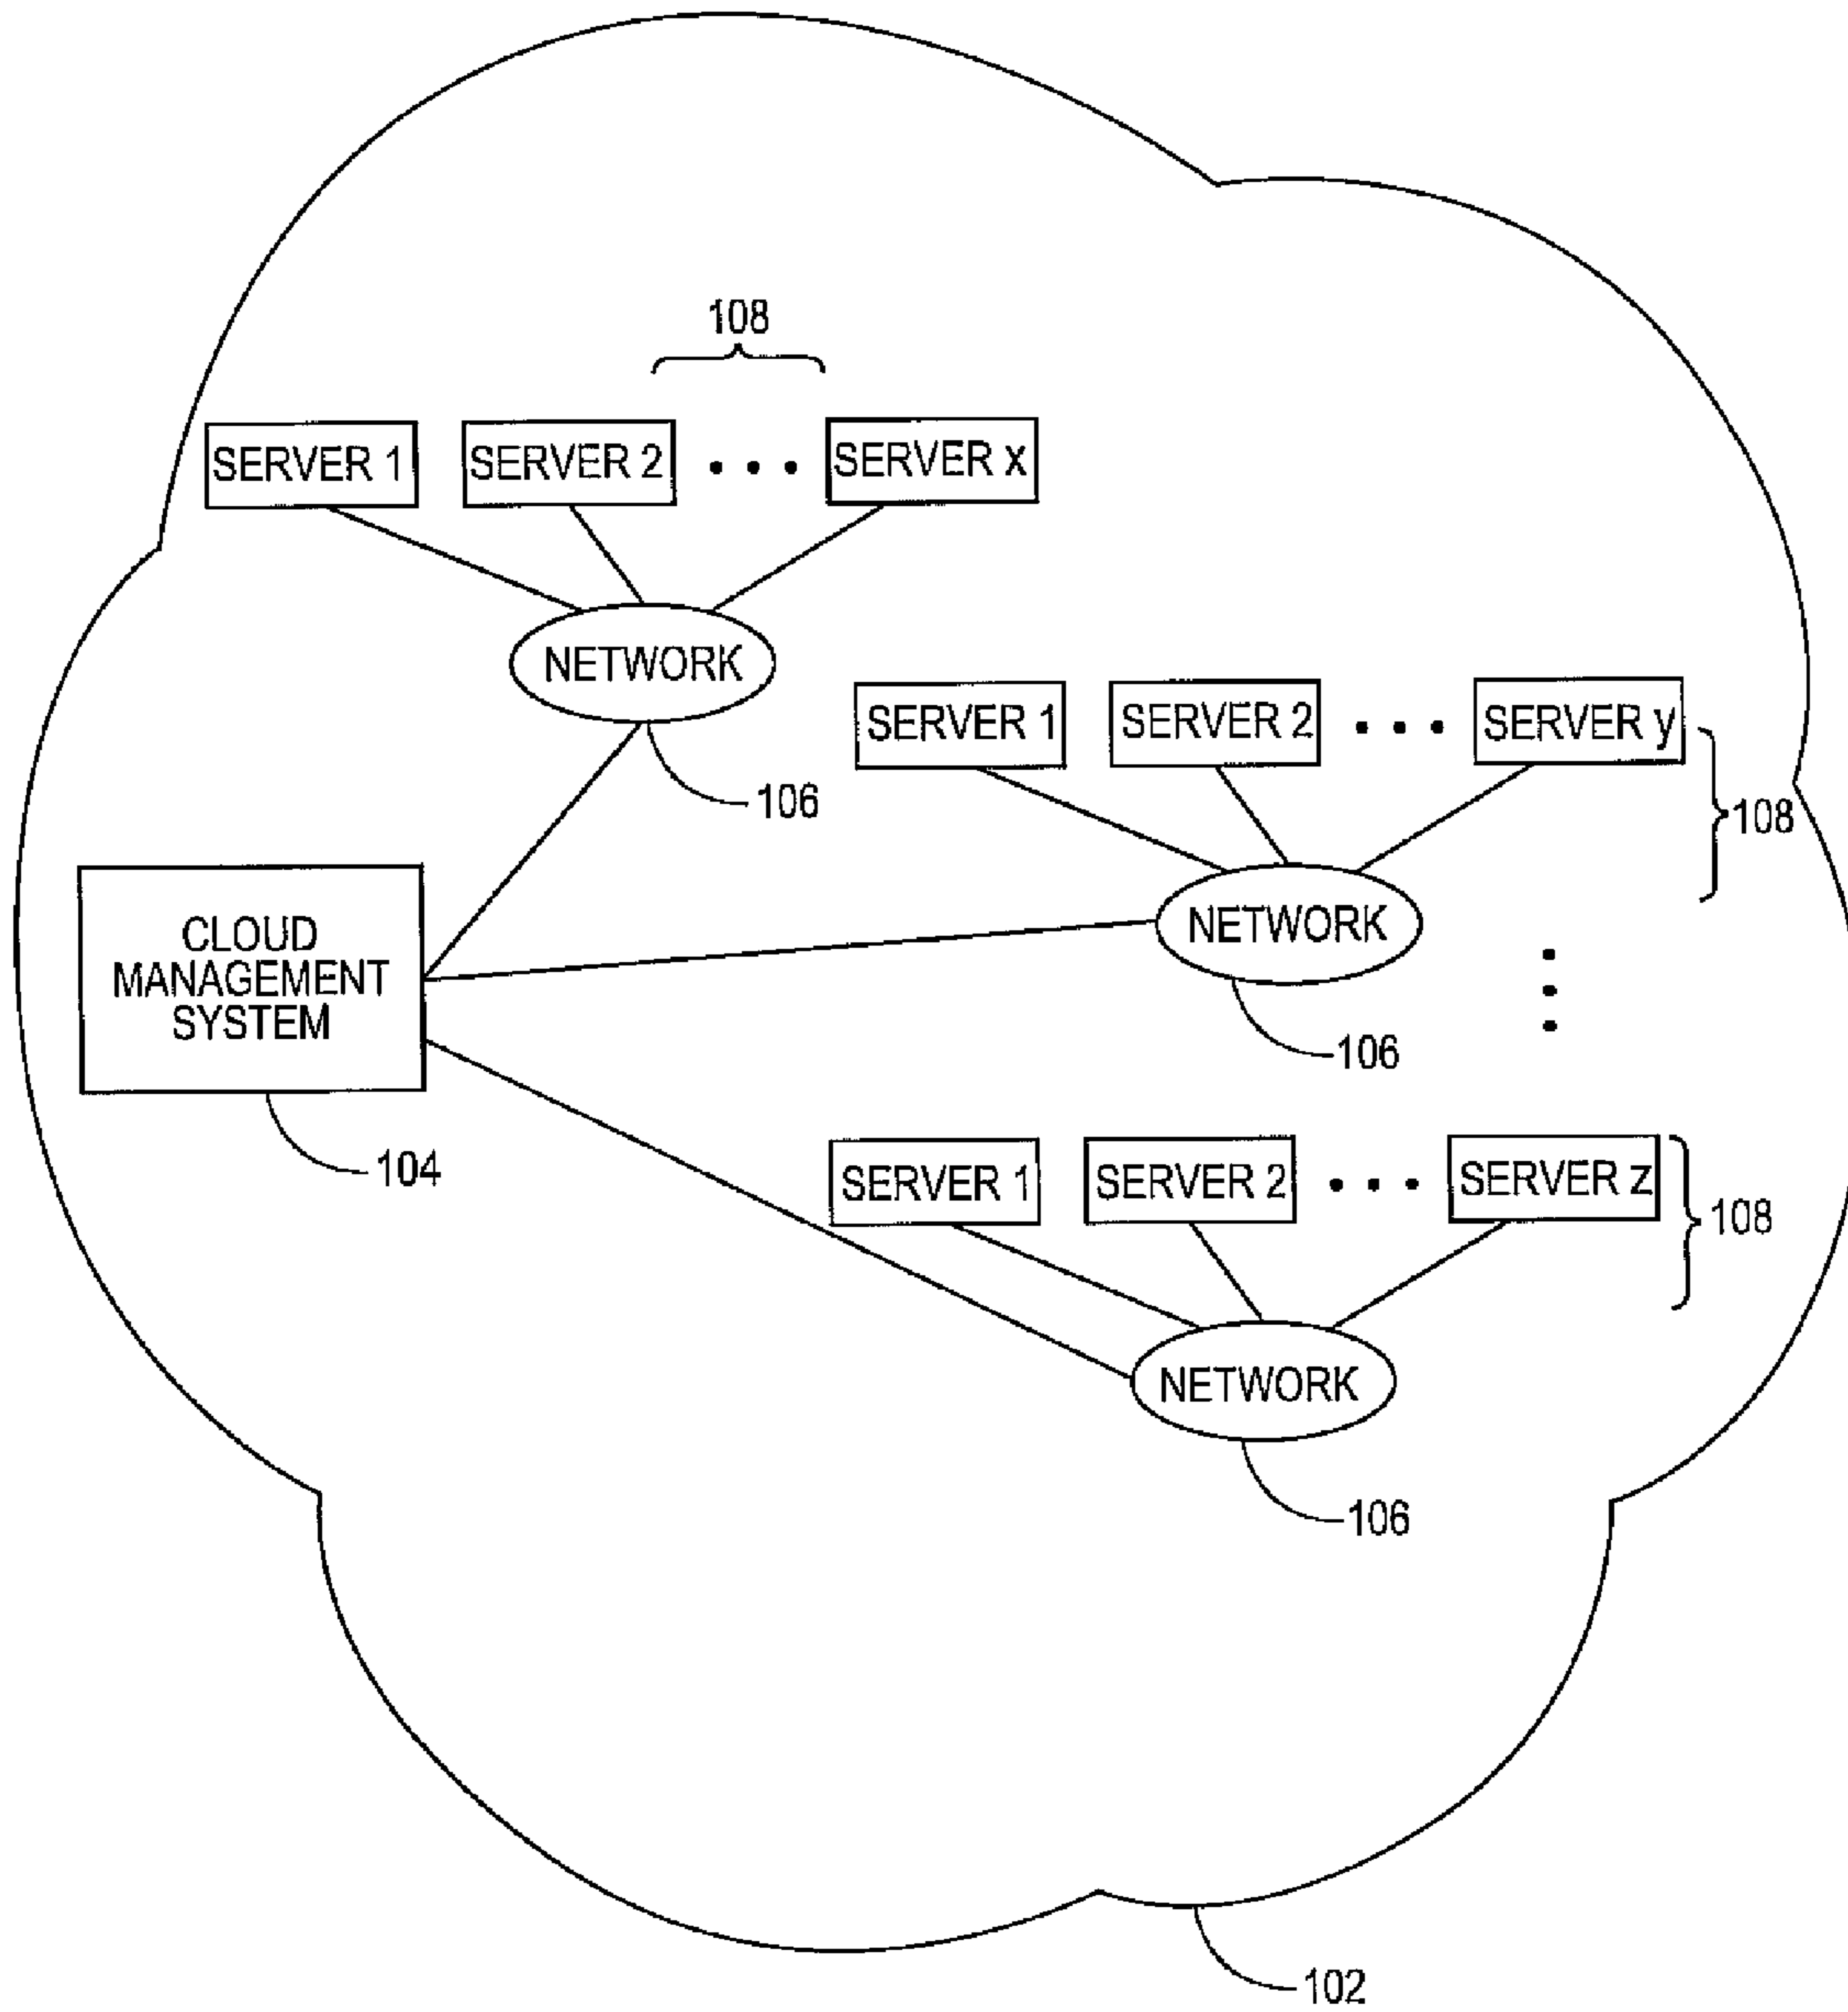 108
SERVER 1
SERVER 2
• • •
SERVER x
NETWORK
106
SERVER 1
SERVER 2
• • •
SERVER y
108
NETWORK
106
CLOUD
MANAGEMENT
SYSTEM
104
SERVER 1
SERVER 2
• • •
SERVER z
108
NETWORK
106
102